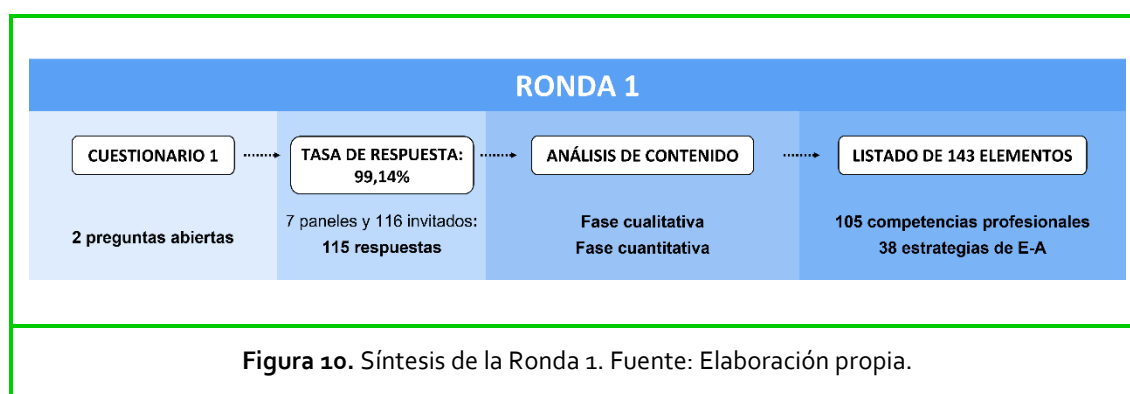 RONDA 1
CUESTIONARIO 1
2 preguntas abiertas
TASA DE RESPUESTA:
99,14%
7 paneles y 116 invitados:
115 respuestas
ANÁLISIS DE CONTENIDO
Fase cualitativa
Fase cuantitativa
LISTADO DE 143 ELEMENTOS
105 competencias profesionales
38 estrategias de E-A
Figura 10. Síntesis de la Ronda 1. Fuente: Elaboración propia.